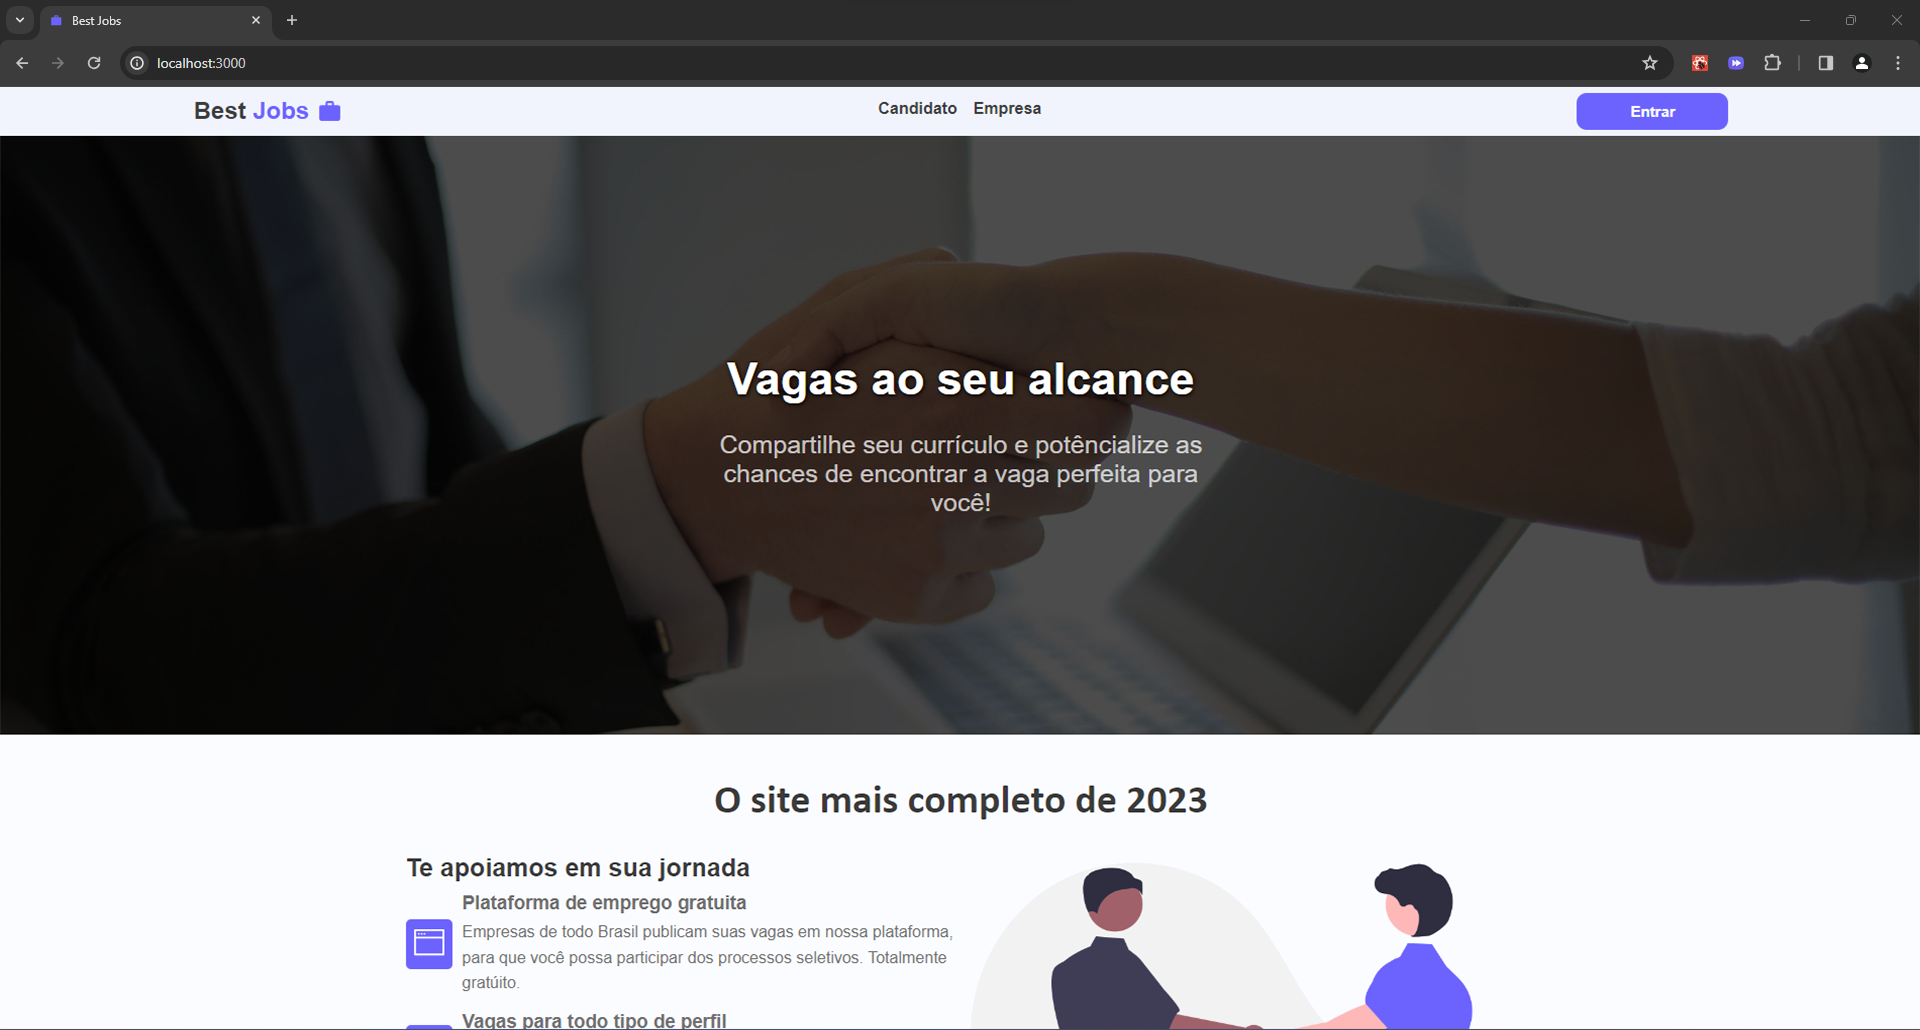 Best Jobs
localhost:3000
Best Jobs
Candidato Empresa
Entrar
Vagas ao seu alcance
Compartilhe seu currículo e potêncialize as
chances de encontrar a vaga perfeita para
você!
O site mais completo de 2023
Te apoiamos em sua jornada
Plataforma de emprego gratuita
Empresas de todo Brasil publicam suas vagas em nossa plataforma,
para que você possa participar dos processos seletivos. Totalmente
gratúito.
Vagas para todo tipo de perfil